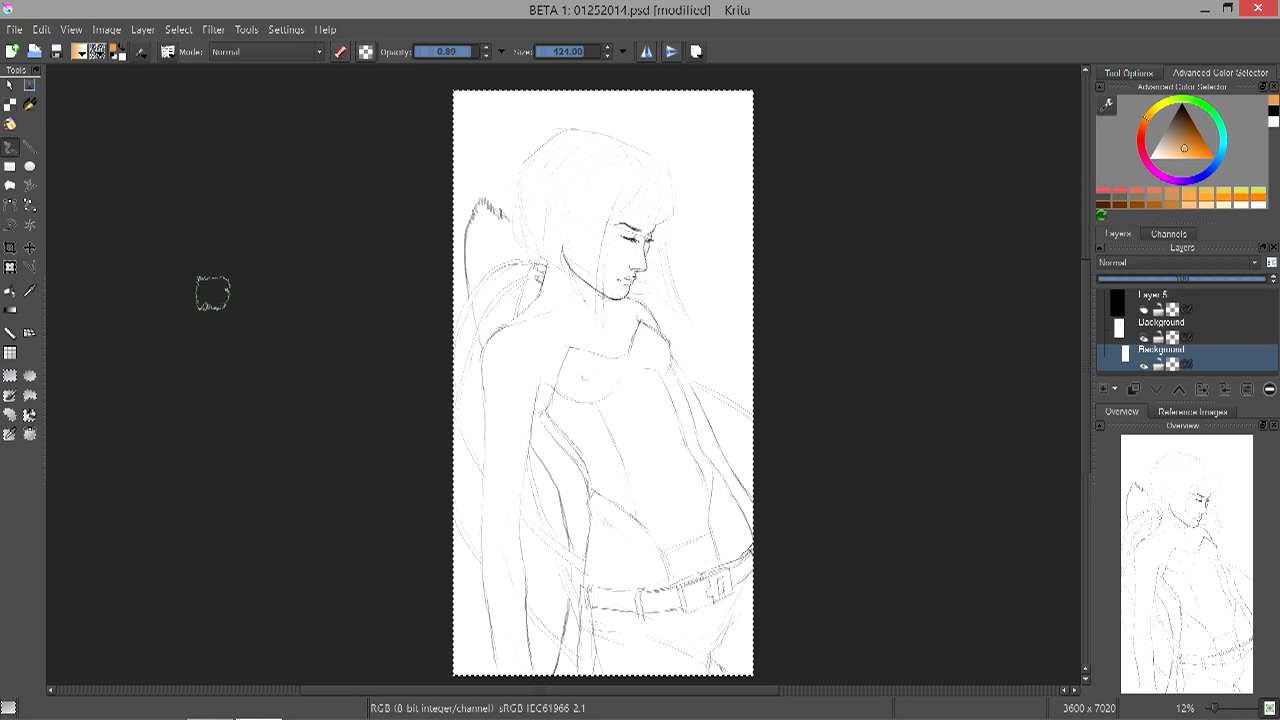 BETA 1: 01252014.psd [modified] Krita
File Edit View Image Layer Select Filter Tools Settings Help
Mode: Normal Opacity: 0.89 Size: 424.00
Tools
Tool Options Advanced Color Selector
Advanced Color Selector
Layers Channels
Layers
Normal
100
Layer 5
Background
Background
Overview Reference Images
Overview
RGB (8 bit integer/channel) sRGB IEC61966 2.1 3600 x 7020 12%